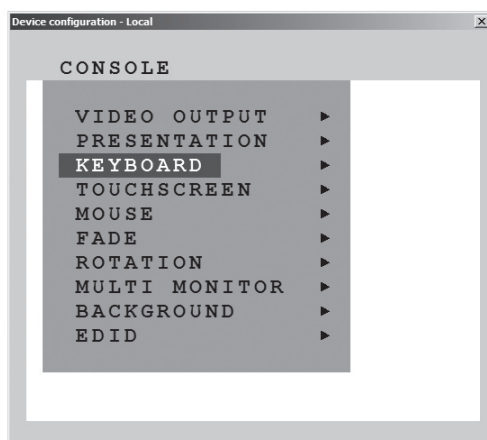 Device configuration - Local
CONSOLE
VIDEO OUTPUT
PRESENTATION
KEYBOARD
TOUCHSCREEN
MOUSE
FADE
ROTATION
MULTI MONITOR
BACKGROUND
EDID